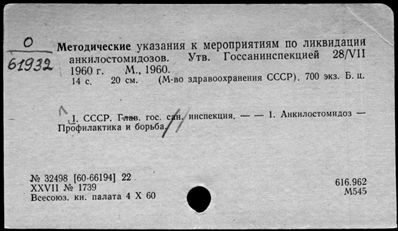 О
61932
Методические указания к мероприятиям по ликвидации
анкилостомидозов. Утв. Госсанинспекцией 28/VII
1960 г. М., 1960.
14 с. 20 см. (М-во здравоохранения СССР). 700 экз. Б. ц.
I. СССР. Глав. гос. сан. инспекция. — — 1. Анкилостомидоз —
Профилактика и борьба.
№ 32498 [60-66194] 22
XXVII № 1739
Всесоюз. кн. палата 4 X 60
616.962
М545